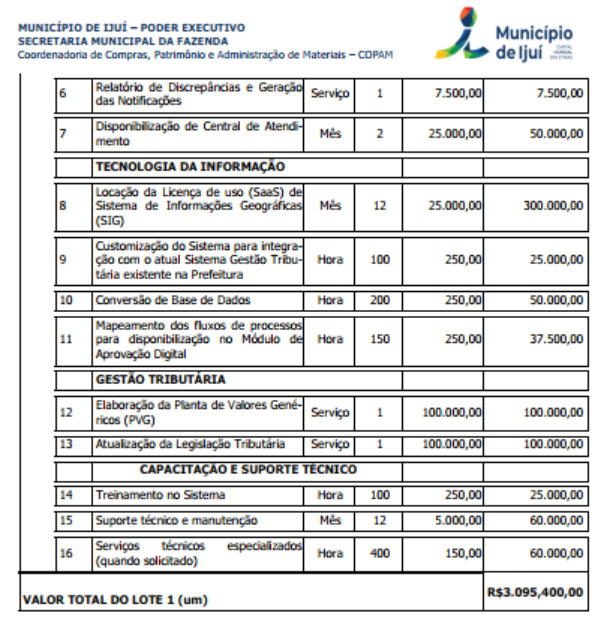 MUNICÍPIO DE IJUÍ – PODER EXECUTIVO
SECRETARIA MUNICIPAL DA FAZENDA
Coordenadoria de Compras, Patrimônio e Administração de Materiais – COPAM
Município
de Ijuí
6 Relatório de Discrepâncias e Geração das Notificações Serviço 1 7.500,00 7.500,00
7 Disponibilização de Central de Atendi-
mento Mês 2 25.000,00 50.000,00
TECNOLOGIA DA INFORMAÇÃO
8 Locação da Licença de uso (SaaS) de
Sistema de Informações Geográficas
(SIG) Mês 12 25.000,00 300.000,00
9 Customização do Sistema para integra-
ção com o atual Sistema Gestão Tribu-
tária existente na Prefeitura Hora 100 250,00 25.000,00
10 Conversão de Base de Dados Hora 200 250,00 50.000,00
11 Mapeamento dos fluxos de processos
para disponibilização no Módulo de
Aprovação Digital Hora 150 250,00 37.500,00
GESTÃO TRIBUTÁRIA
12 Elaboração da Planta de Valores Gené-
ricos (PVG) Serviço 1 100.000,00 100.000,00
13 Atualização da Legislação Tributária Serviço 1 100.000,00 100.000,00
CAPACITAÇÃO E SUPORTE TÉCNICO
14 Treinamento no Sistema Hora 100 250,00 25.000,00
15 Suporte técnico e manutenção Mês 12 5.000,00 60.000,00
16 Serviços técnicos especializados
(quando solicitado) Hora 400 150,00 60.000,00
VALOR TOTAL DO LOTE 1 (um) R$3.095,400,00